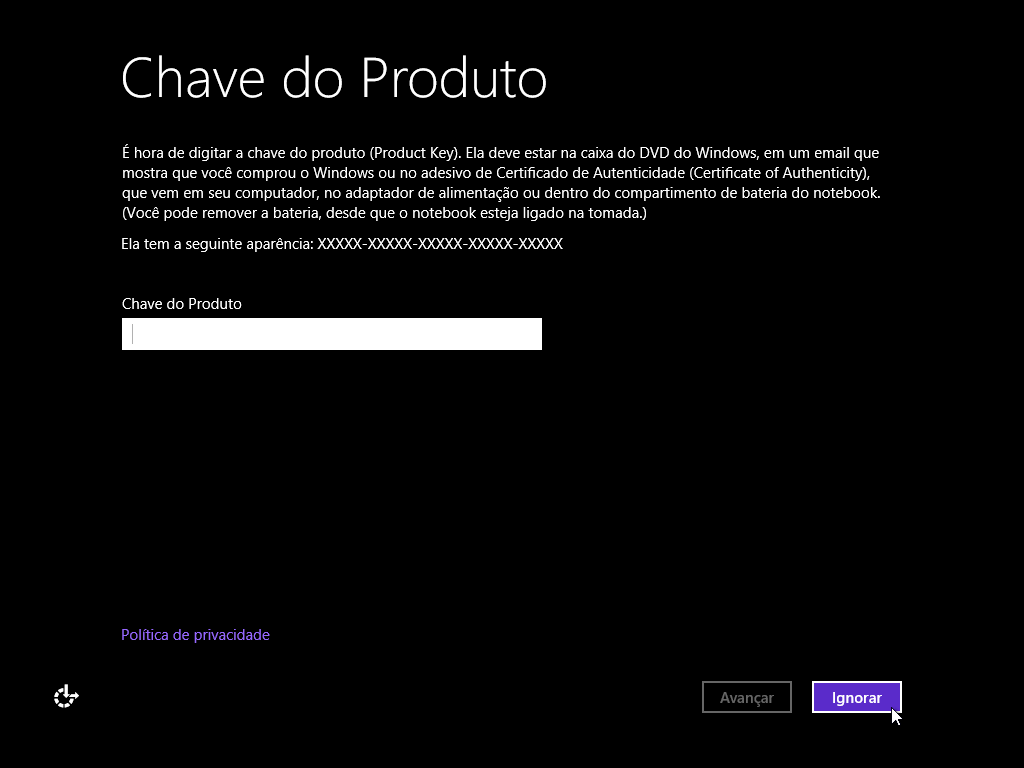 Chave do Produto
É hora de digitar a chave do produto (Product Key). Ela deve estar na caixa do DVD do Windows, em um email que
mostra que você comprou o Windows ou no adesivo de Certificado de Autenticidade (Certificate of Authenticity),
que vem em seu computador, no adaptador de alimentação ou dentro do compartimento de bateria do notebook.
(Você pode remover a bateria, desde que o notebook esteja ligado na tomada.)
Ela tem a seguinte aparência: XXXXX-XXXXX-XXXXX-XXXXX-XXXXX
Chave do Produto
Política de privacidade
Avançar
Ignorar